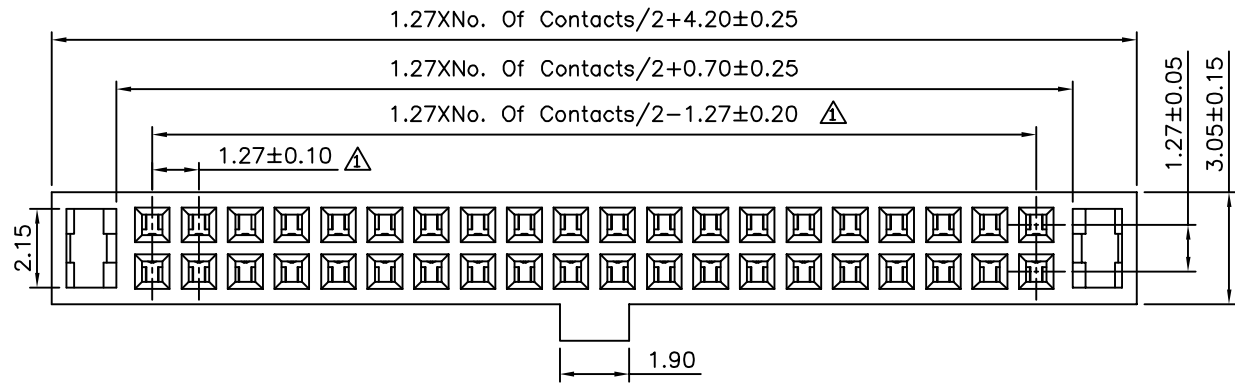 1.27XNo. Of Contacts/2+4.20±0.25
1.27XNo. Of Contacts/2+0.70±0.25
1.27XNo. Of Contacts/2−1.27±0.20 1
1.27±0.10 1
1.27±0.05
3.05±0.15
2.15
1.90